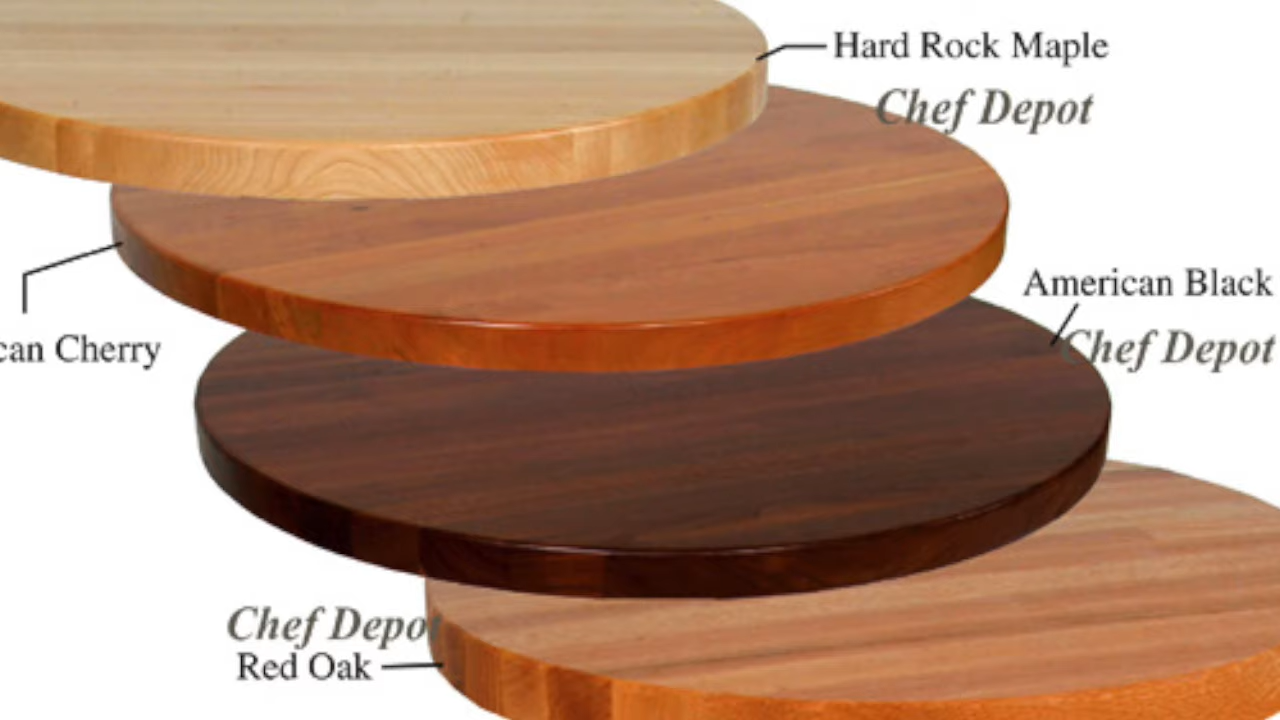 Hard Rock Maple
Chef Depot
American Black
Chef Depot
can Cherry
Chef Depot
Red Oak